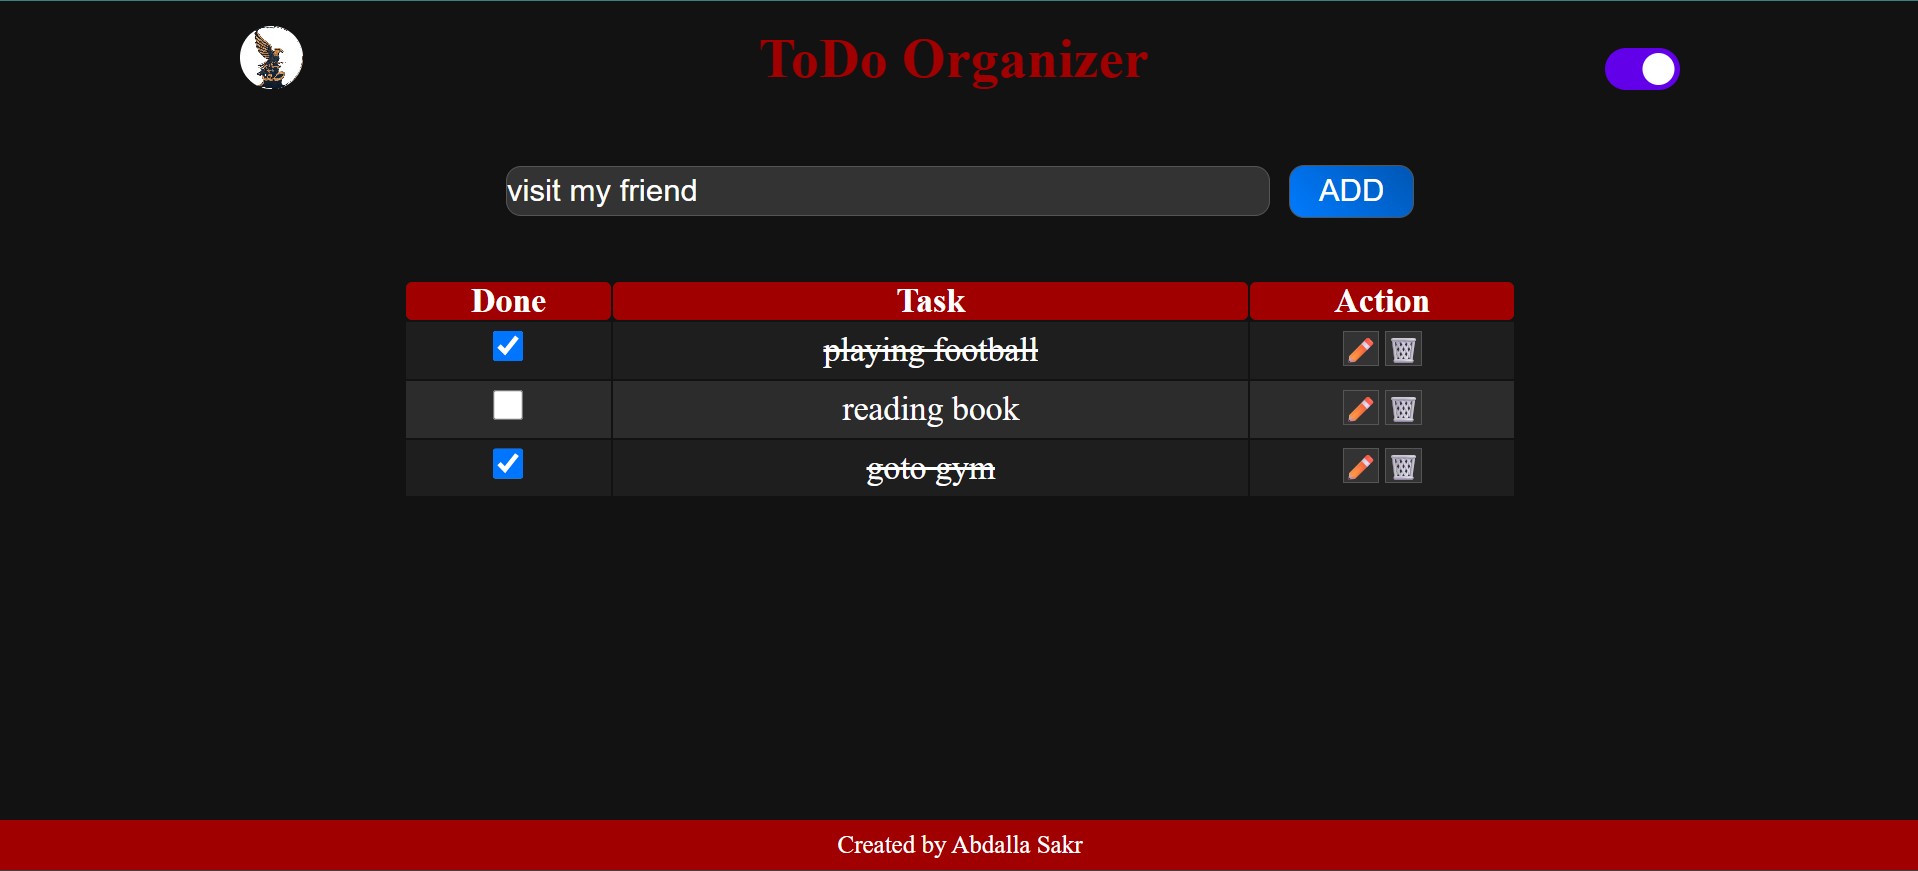 ToDo Organizer
visit my friend
ADD
Done Task Action
playing football
reading book
goto gym
Created by Abdalla Sakr